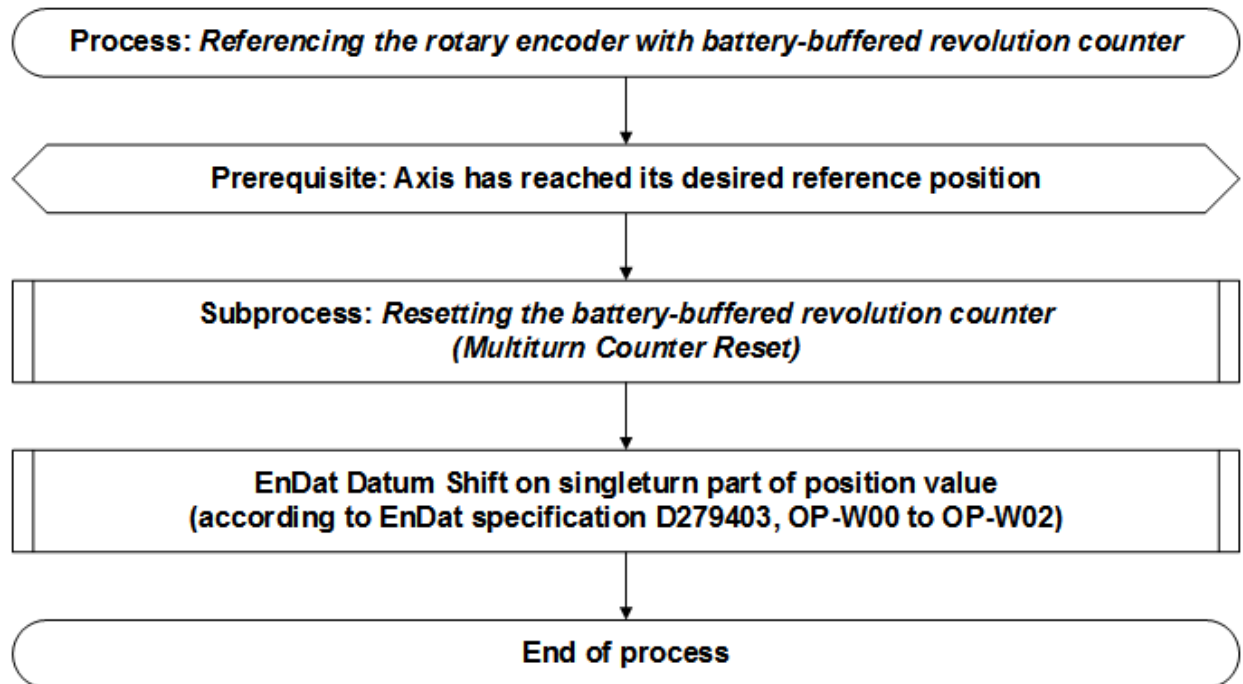 Process: Referencing the rotary encoder with battery-buffered revolution counter
Prerequisite: Axis has reached its desired reference position
Subprocess: Resetting the battery-buffered revolution counter
(Multiturn Counter Reset)
EnDat Datum Shift on singleturn part of position value
(according to EnDat specification D279403, OP-W00 to OP-W02)
End of process